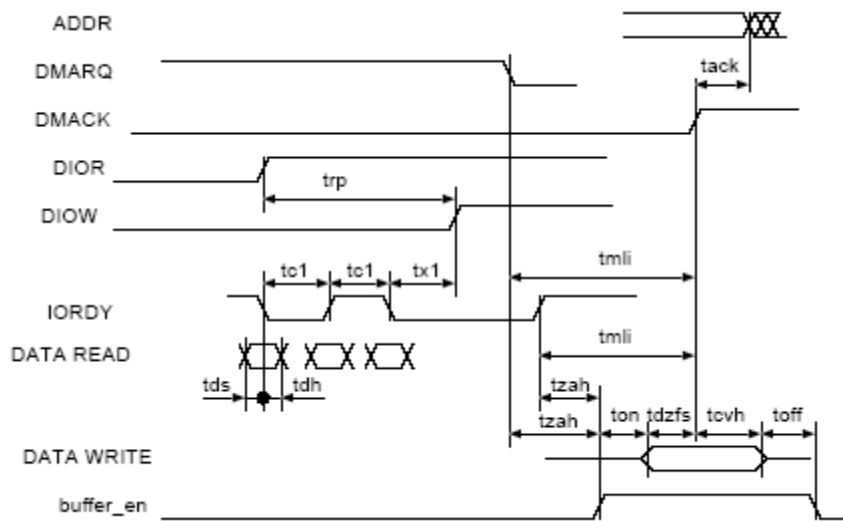 ADDR
DMARQ
tack
DMACK
DIOR
trp
DIOW
tc1 tc1 tx1 tmli
IORDY
DATA READ tmli
tds tdh tzah
tzah ton tdzfs tcvh toff
DATA WRITE
buffer_en